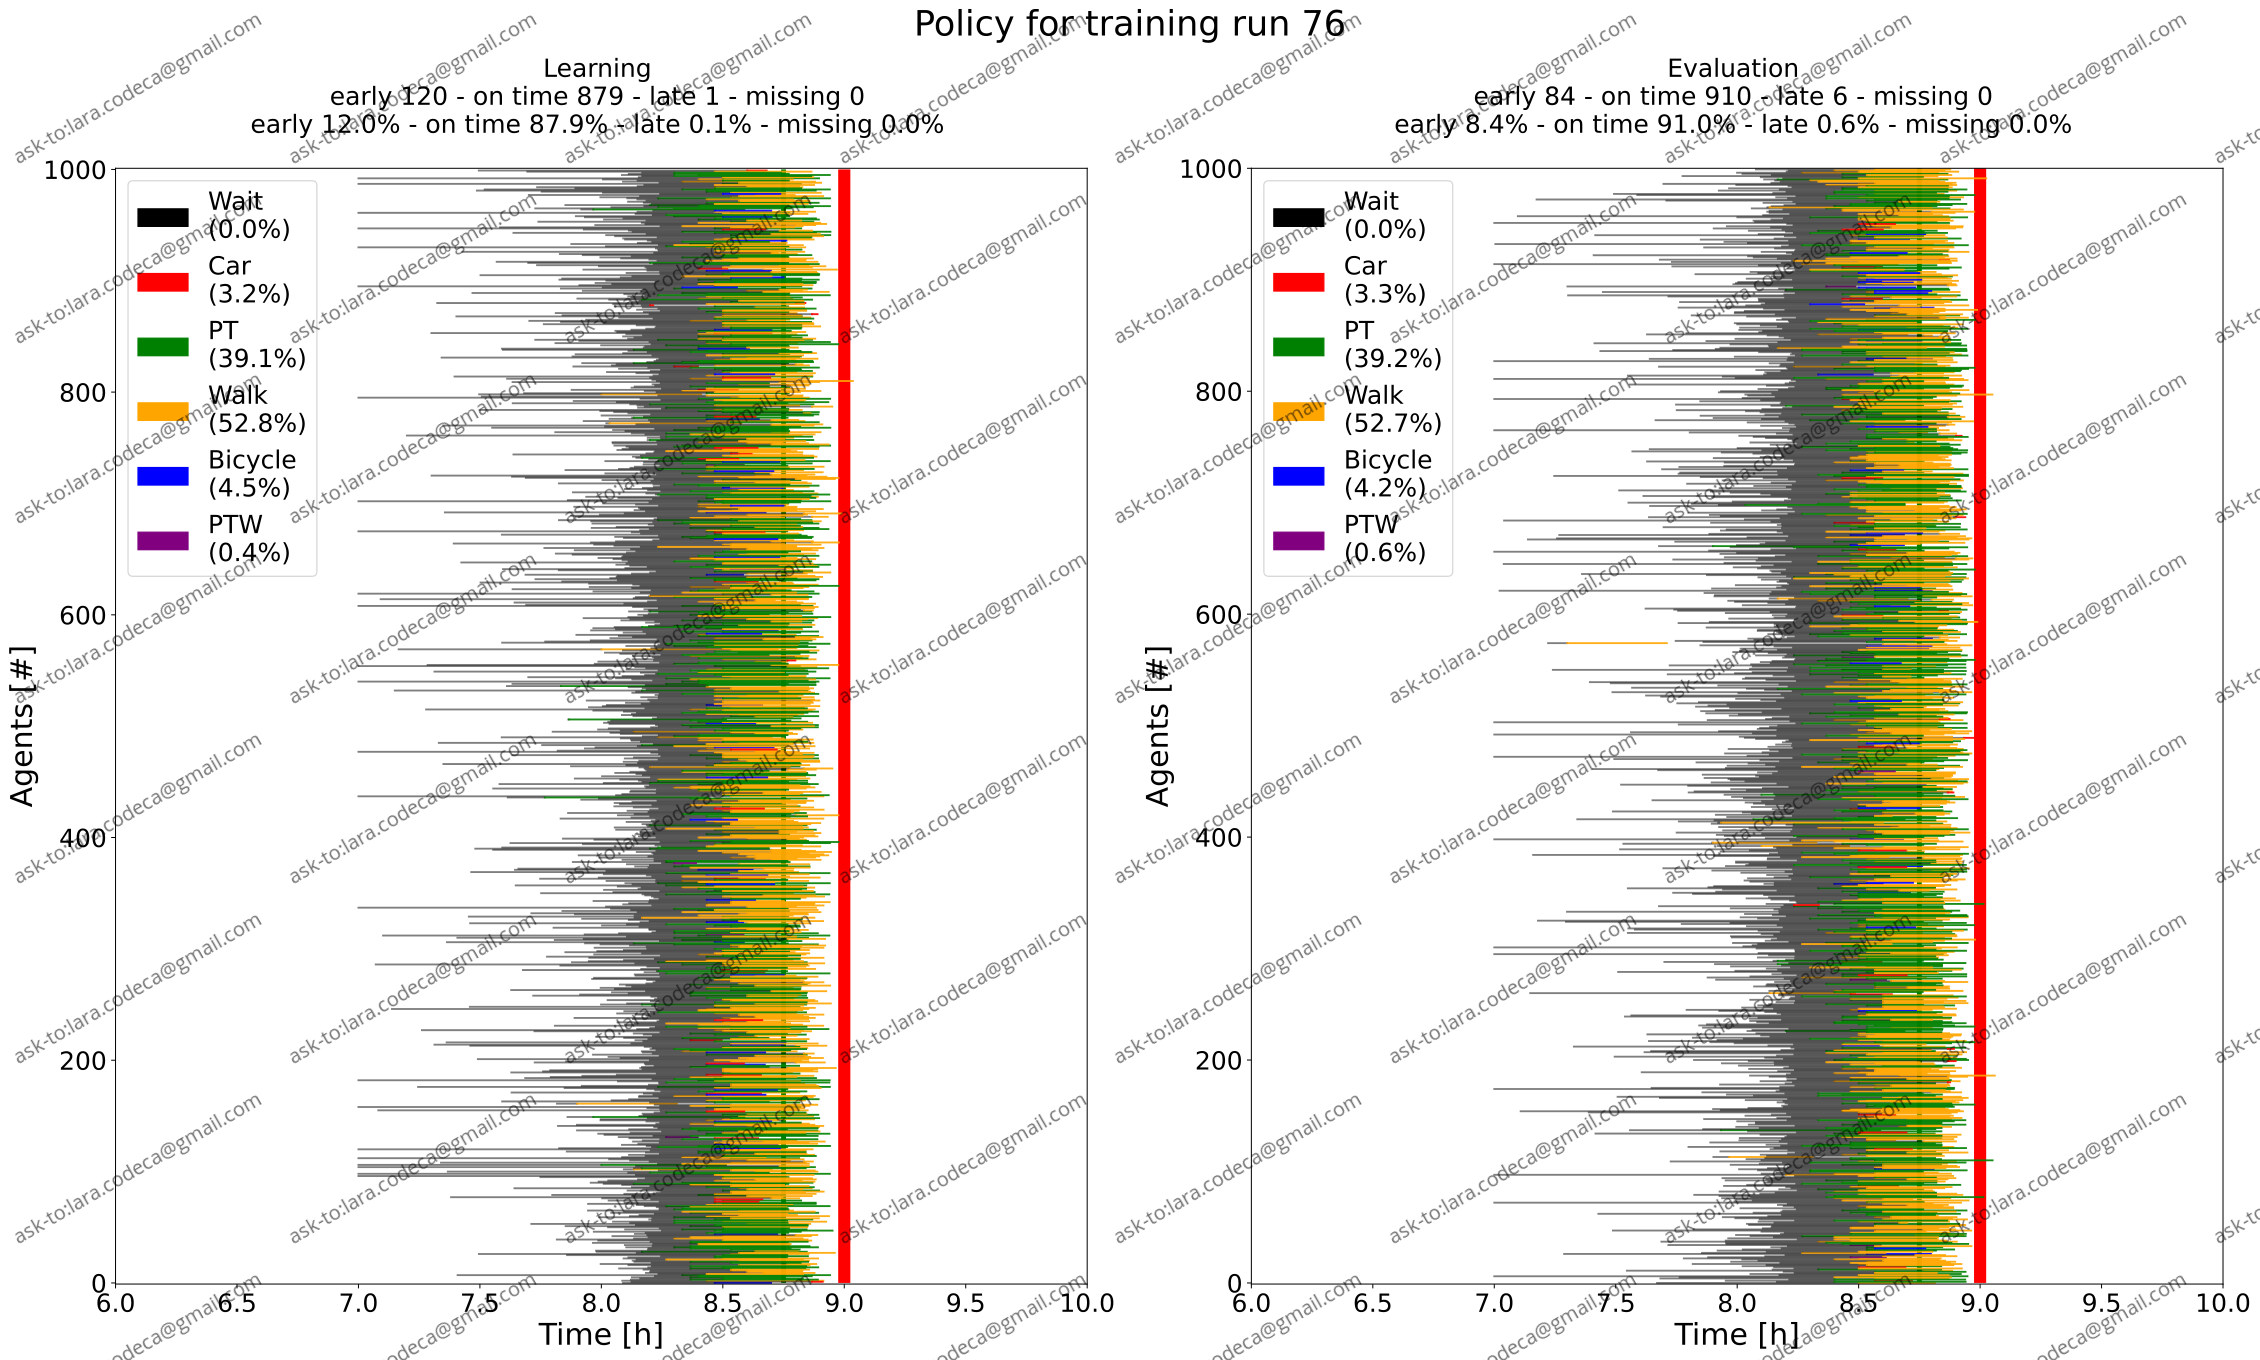 Policy for training run 76
Learning
early 120 - on time 879 - late 1 - missing 0
early 12.0% - on time 87.9% - late 0.1% - missing 0.0%
Agents [#]
1000
800
600
400
200
0
Wait
(0.0%)
Car
(3.2%)
PT
(39.1%)
Walk
(52.8%)
Bicycle
(4.5%)
PTW
(0.4%)
6.0 6.5 7.0 7.5 8.0 8.5 9.0 9.5 10.0
Time [h]
Evaluation
early 84 - on time 910 - late 6 - missing 0
early 8.4% - on time 91.0% - late 0.6% - missing 0.0%
Agents [#]
1000
800
600
400
200
0
Wait
(0.0%)
Car
(3.3%)
PT
(39.2%)
Walk
(52.7%)
Bicycle
(4.2%)
PTW
(0.6%)
6.0 6.5 7.0 7.5 8.0 8.5 9.0 9.5 10.0
Time [h]
ask-to:lara.codeca@gmail.com